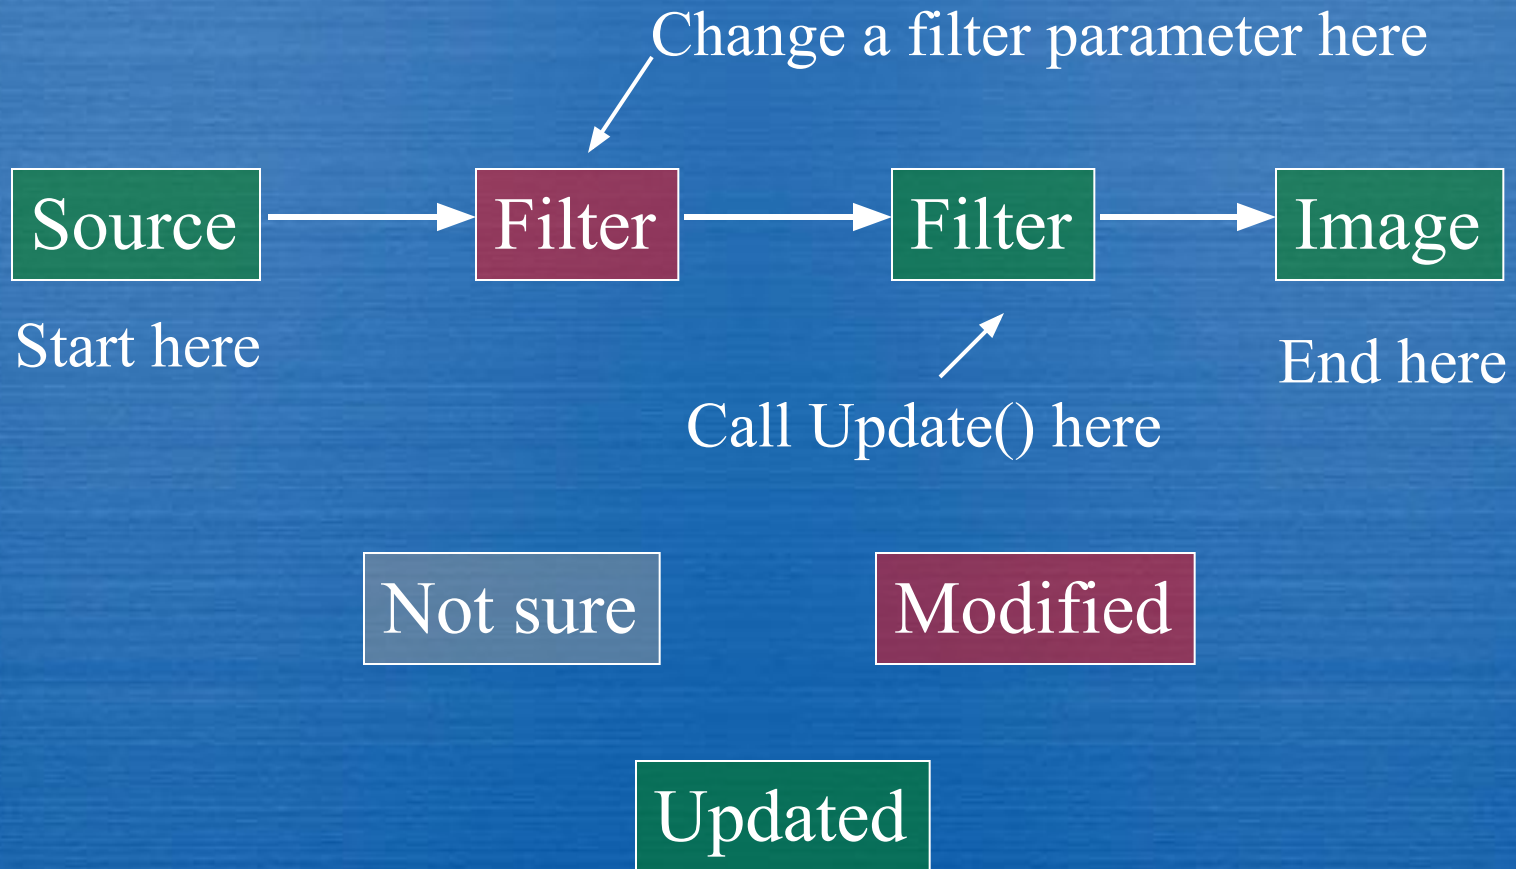 Change a filter parameter here
Source
Filter
Filter
Image
Start here
End here
Call Update() here
Not sure
Modified
Updated